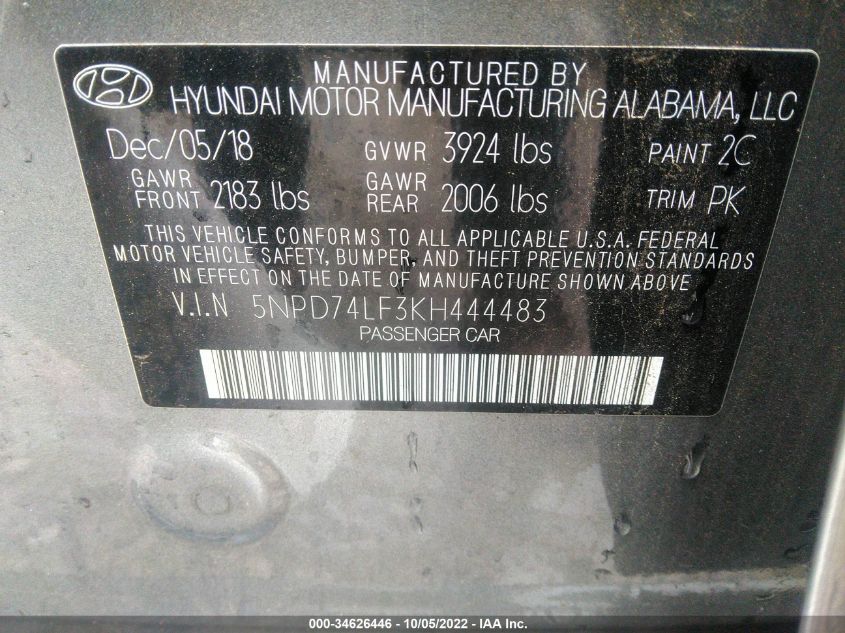 MANUFACTURED BY
HYUNDAI MOTOR MANUFACTURING ALABAMA, LLC
Dec/05/18 GVWR 3924 lbs PAINT 2C
GAWR FRONT 2183 lbs GAWR REAR 2006 lbs TRIM PK
THIS VEHICLE CONFORMS TO ALL APPLICABLE U.S.A. FEDERAL
MOTOR VEHICLE SAFETY, BUMPER, AND THEFT PREVENTION STANDARDS
IN EFFECT ON THE DATE OF MANUFACTURE SHOWN ABOVE
V.I.N 5NPD74LF3KH444483
PASSENGER CAR
000-34626446 - 10/05/2022 - IAA Inc.